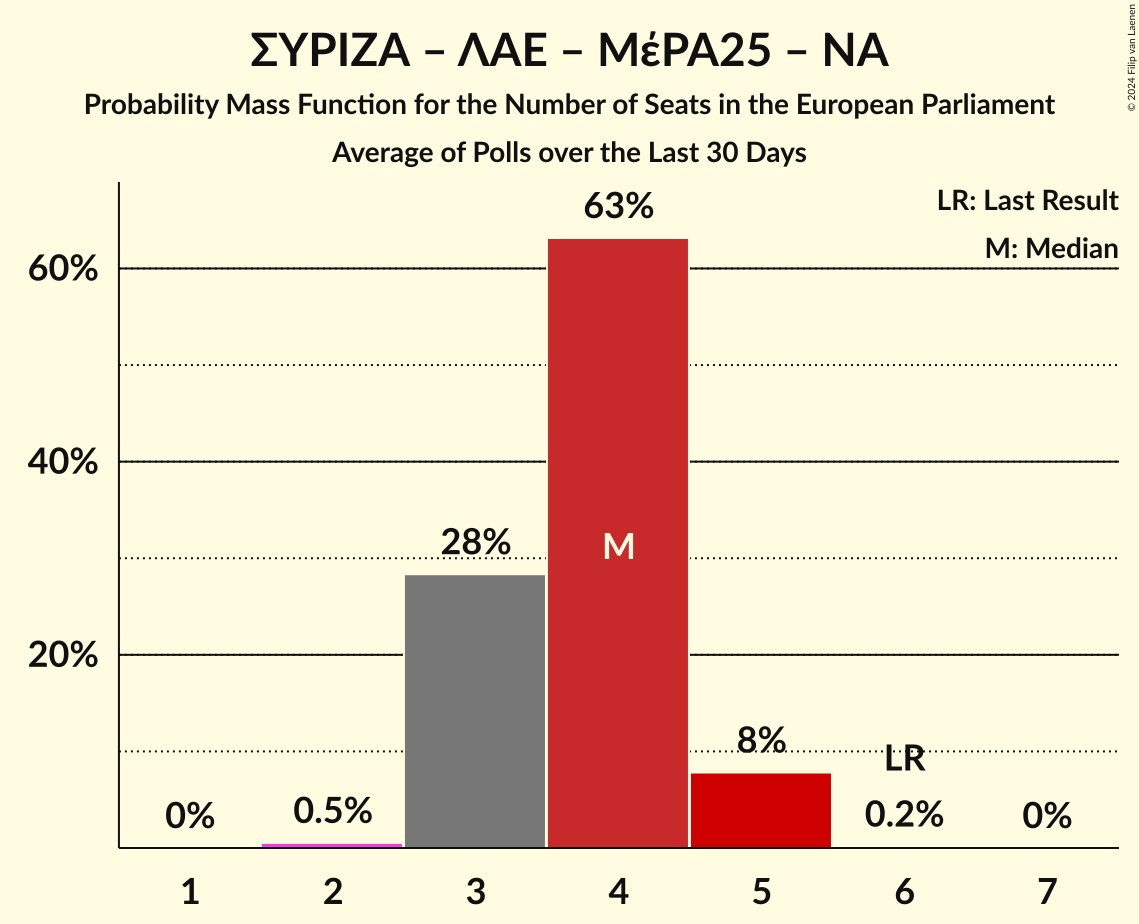 ΣΥΡΙΖΑ – ΛΑΕ – ΜέΡΑ25 – ΝΑ
Probability Mass Function for the Number of Seats in the European Parliament
Average of Polls over the Last 30 Days
© 2024 Filip van Laenen
LR: Last Result
M: Median
63%
60%
40%
28%
M
20%
8%
LR
0%
0.5%
0.2%
0%
1 2 3 4 5 6 7